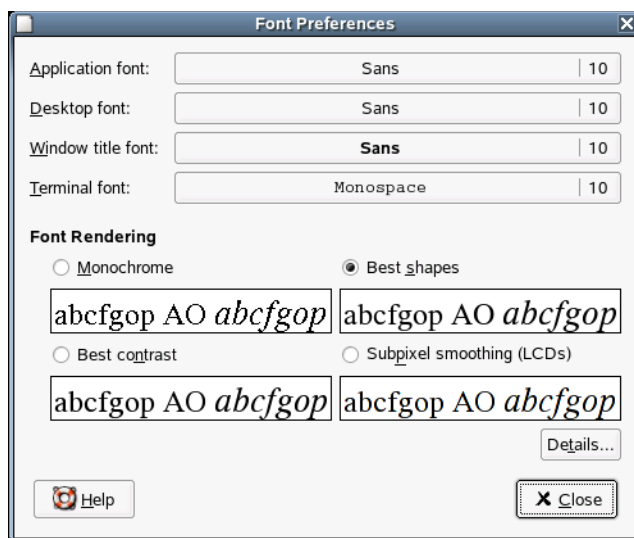 Font Preferences
Application font: Sans 10
Desktop font: Sans 10
Window title font: Sans 10
Terminal font: Monospace 10
Font Rendering
Monochrome Best shapes
abcfgop AO abcfgop abcfgop AO abcfgop
Best contrast Subpixel smoothing (LCDs)
abcfgop AO abcfgop abcfgop AO abcfgop
Details...
Help Close